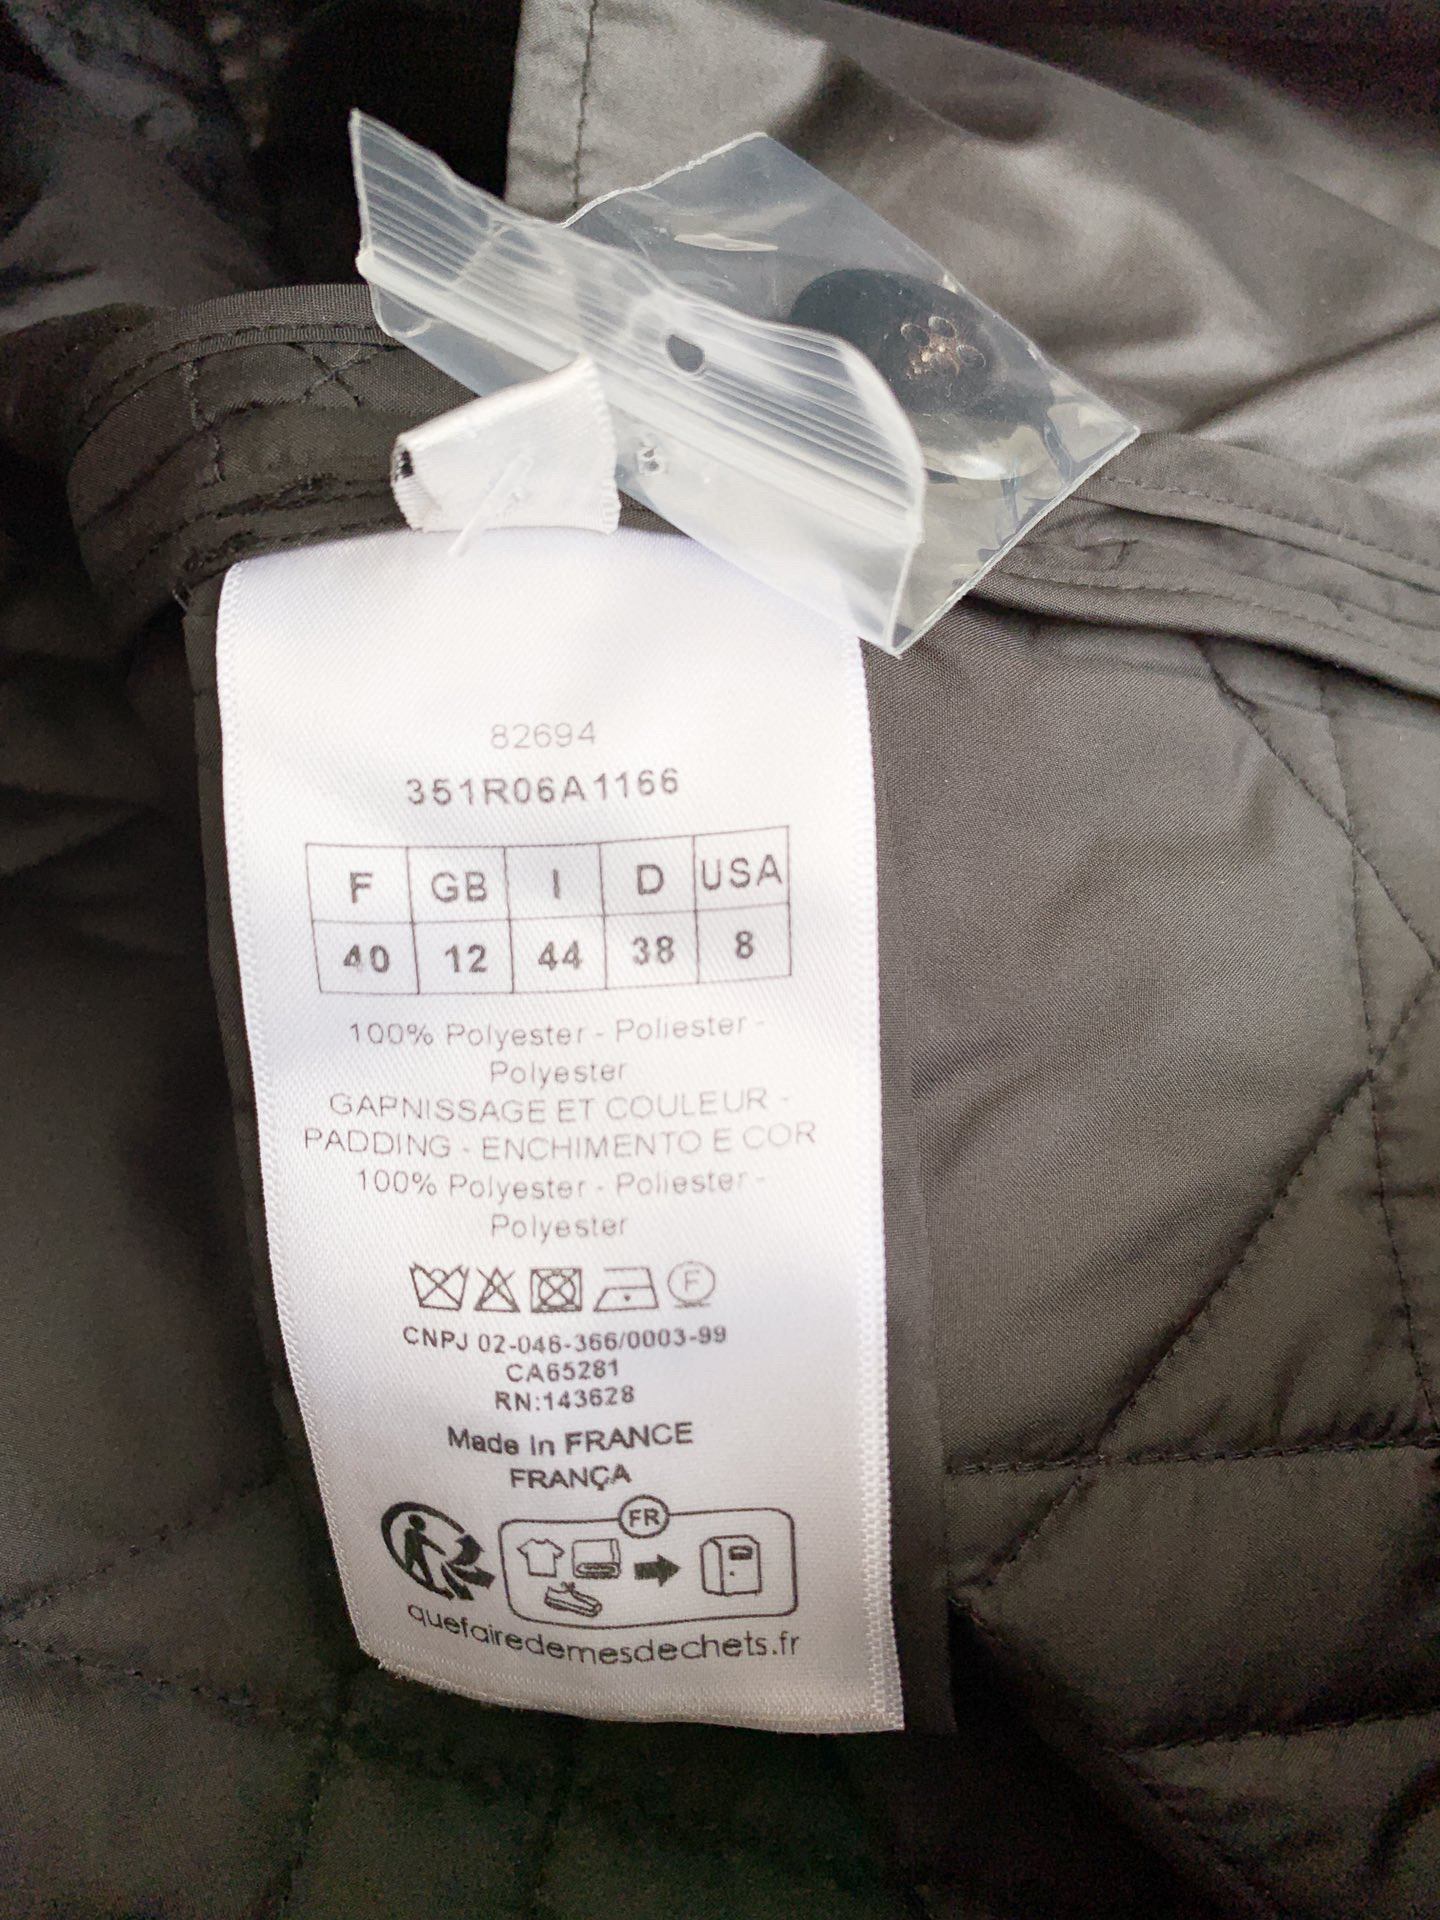 82694
351R06A1166
F GB I D USA
40 12 44 38 8
100% Polyester - Poliester -
Polyester
GARNISSAGE ET COULEUR -
PADDING - ENCHIMENTO E COR
100% Polyester - Poliester -
Polyester
F
CNPJ 02-046-366/0003-99
CA65281
RN:143628
Made In FRANCE
FRANÇA
FR
quefairedemesdechets.fr